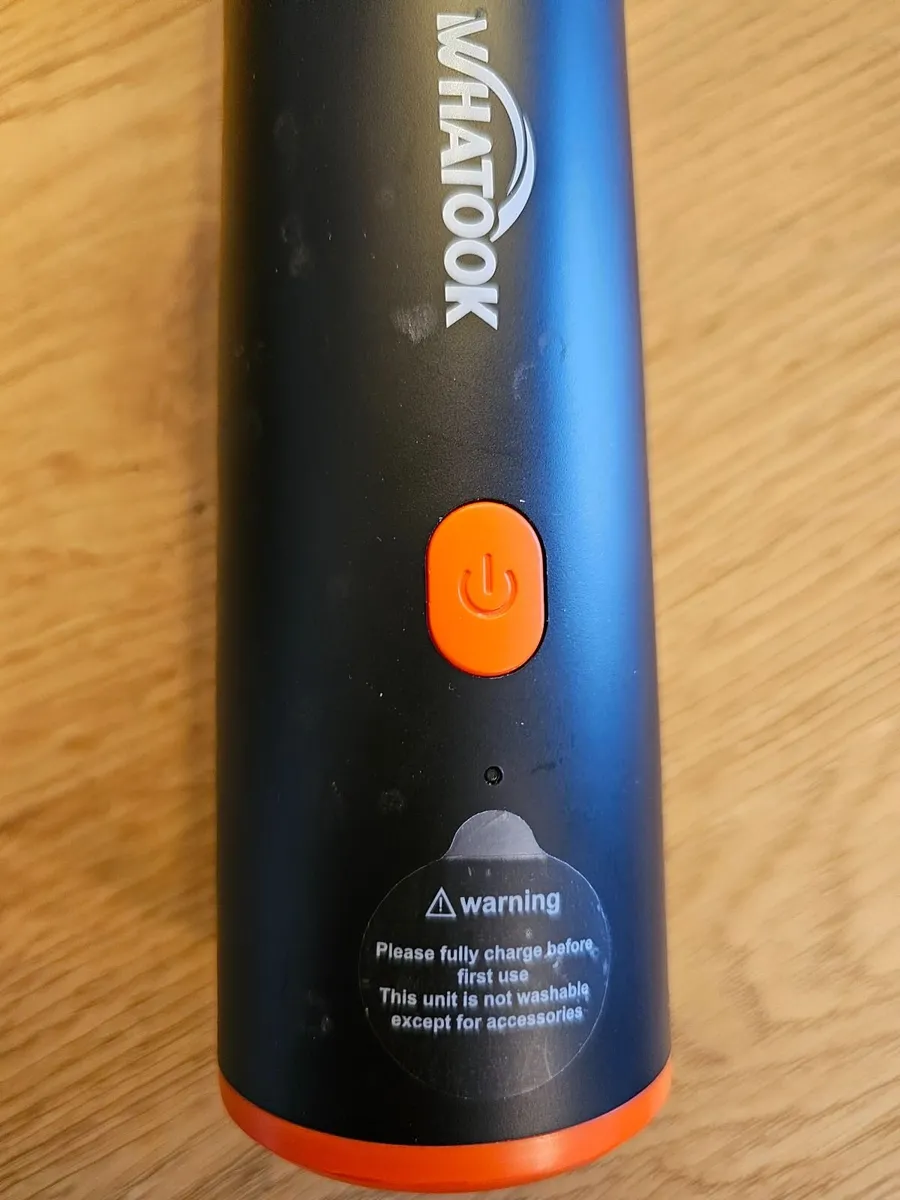 WHATOOK
warning
Please fully charge before
first use
This unit is not washable
except for accessories